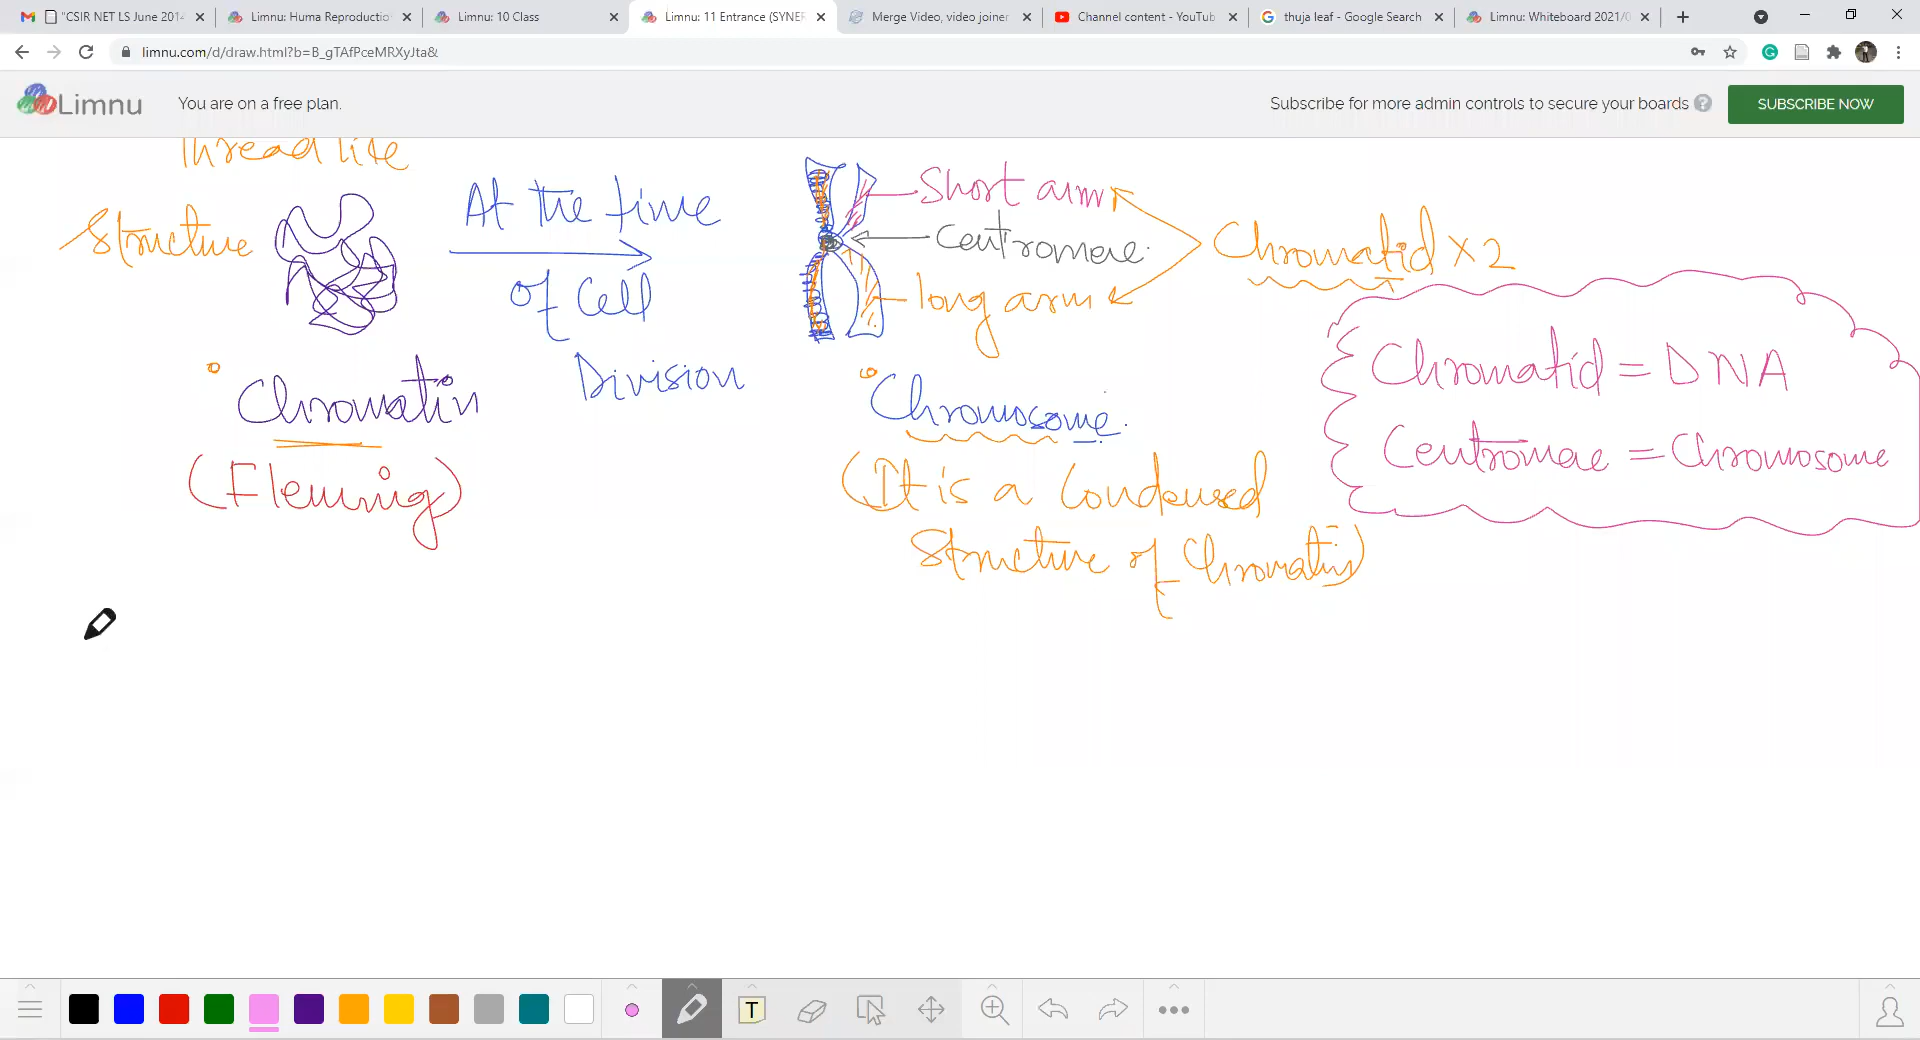 "CSIR NET LS June 2014
Limnu: Huma Reproductio
Limnu: 10 Class
Limnu: 11 Entrance (SYNER
Merge Video, video joiner
Channel content - YouTub
thuja leaf - Google Search
Limnu: Whiteboard 2021/0
limnu.com/d/draw.html?b=B_gTAfPceMRXyJta&
Limnu
You are on a free plan.
Subscribe for more admin controls to secure your boards
SUBSCRIBE NOW
Thread like
Structure
At the time
of Cell
Division
Short arm
Centromere
long arm
Chromatid x 2
Chromatid = DNA
Centromae = Chromosome
Chromatin
(Flemming)
Chromosome.
(It is a Condensed
Structure of Chromatin)
T